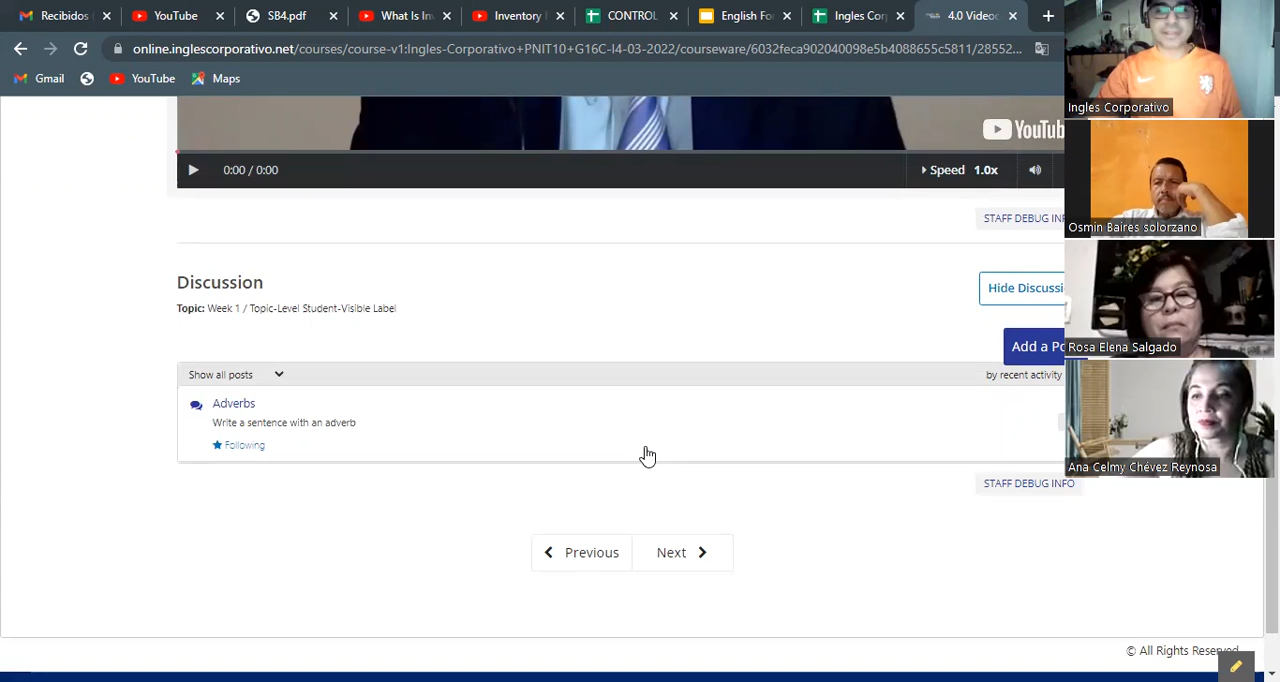 Recibidos
YouTube
SB4.pdf
What Is In
Inventory
CONTROL
English Fo
Ingles Cor
4.0 Videoc
online.inglescorporativo.net/courses/course-v1:Ingles-Corporativo+PNIT10+G16C-I4-03-2022/courseware/6032feca902040098e5b4088655c5811/28552...
Gmail
YouTube
Maps
YouTub
0:00 / 0:00
Speed 1.0x
STAFF DEBUG INF
Discussion
Topic: Week 1 / Topic-Level Student-Visible Label
Hide Discussi
Add a Po
Show all posts
by recent activity
Adverbs
Write a sentence with an adverb
Following
STAFF DEBUG INFO
Previous
Next
© All Rights Reserved
Ingles Corporativo
Osmin Baires solorzano
Rosa Elena Salgado
Ana Celmy Chévez Reynosa